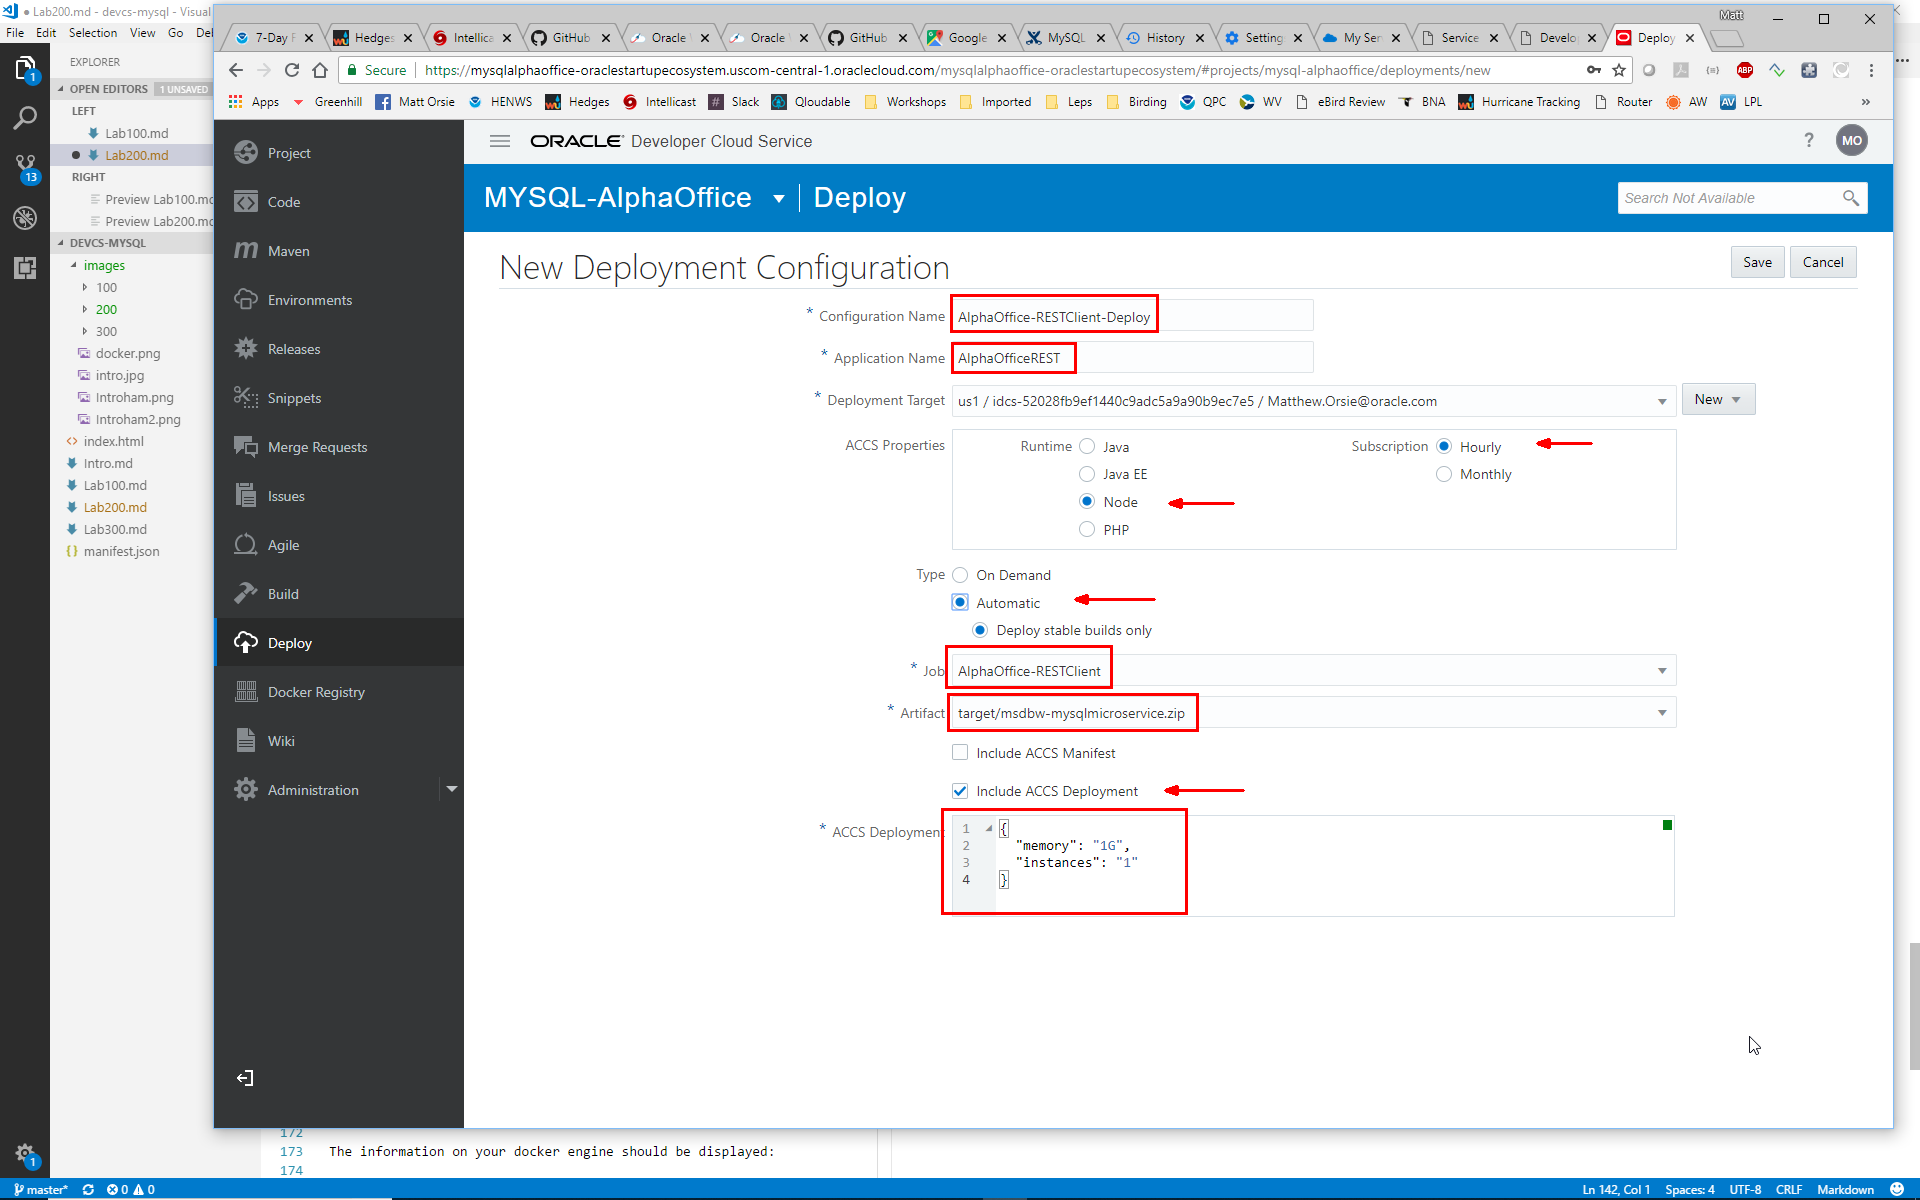 Lab200.md - devcs-mysql - Visual
File Edit Selection View Go
Matt
7-Day Hedges Intellica GitHub Oracle Oracle GitHub Google MySQL History Setting My Ser Service Develo Deploy
Secure https://mysqlalphaoffice-oraclestartupecosystem.uscom-central-1.oraclecloud.com/mysqlalphaoffice-oraclestartupecosystem/#projects/mysql-alphaoffice/deployments/new
ABP
Apps Greenhill Matt Orsie HENWS Hedges Intellicast Slack Qloudable Workshops Imported Leps Birding QPC WV eBird Review BNA Hurricane Tracking Router AW AV LPL »
EXPLORER
OPEN EDITORS 1 UNSAVED
LEFT
Lab100.md
Lab200.md
RIGHT
Preview Lab100.md
Preview Lab200.md
DEVCS-MYSQL
images
100
200
300
docker.png
intro.jpg
Introham.png
Introham2.png
index.html
Intro.md
Lab100.md
Lab200.md
Lab300.md
manifest.json
1
13
1
Project
Code
Maven
Environments
Releases
Snippets
Merge Requests
Issues
Agile
Build
Deploy
Docker Registry
Wiki
Administration
ORACLE Developer Cloud Service ? MO
MYSQL-AlphaOffice Deploy Search Not Available
New Deployment Configuration Save Cancel
* Configuration Name AlphaOffice-RESTClient-Deploy
* Application Name AlphaOfficeREST
* Deployment Target us1 / idcs-52028fb9ef1440c9adc5a9a90b9ec7e5 / Matthew.Orsie@oracle.com New
ACCS Properties Runtime Java Subscription Hourly
Java EE Monthly
Node
PHP
Type On Demand
Automatic
Deploy stable builds only
* Job AlphaOffice-RESTClient
* Artifact target/msdbw-mysqlmicroservice.zip
Include ACCS Manifest
Include ACCS Deployment
* ACCS Deployment 1 {
2 "memory": "1G",
3 "instances": "1"
4 }
172
173 The information on your docker engine should be displayed:
174
master* 0 0 Ln 142, Col 1 Spaces: 4 UTF-8 CRLF Markdown